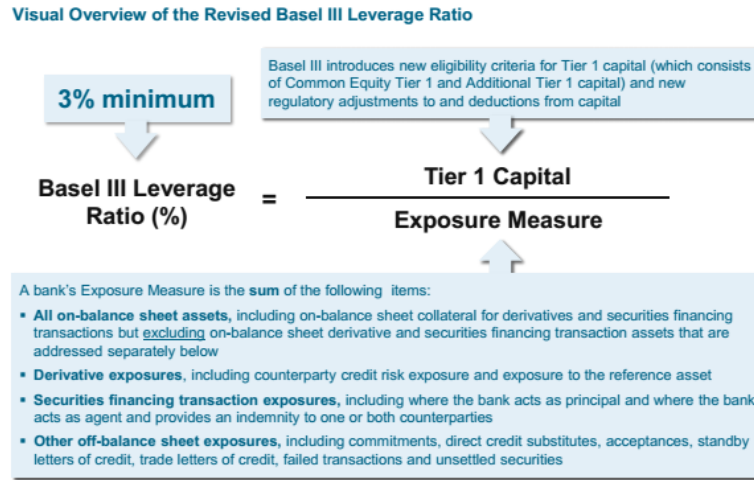 Visual Overview of the Revised Basel III Leverage Ratio
Basel III introduces new eligibility criteria for Tier 1 capital (which consists
of Common Equity Tier 1 and Additional Tier 1 capital) and new
regulatory adjustments to and deductions from capital
3% minimum
Basel III Leverage
Ratio (%)
=
Tier 1 Capital
Exposure Measure
A bank's Exposure Measure is the sum of the following items:
▪ All on-balance sheet assets, including on-balance sheet collateral for derivatives and securities financing
transactions but excluding on-balance sheet derivative and securities financing transaction assets that are
addressed separately below
▪ Derivative exposures, including counterparty credit risk exposure and exposure to the reference asset
▪ Securities financing transaction exposures, including where the bank acts as principal and where the bank
acts as agent and provides an indemnity to one or both counterparties
▪ Other off-balance sheet exposures, including commitments, direct credit substitutes, acceptances, standby
letters of credit, trade letters of credit, failed transactions and unsettled securities